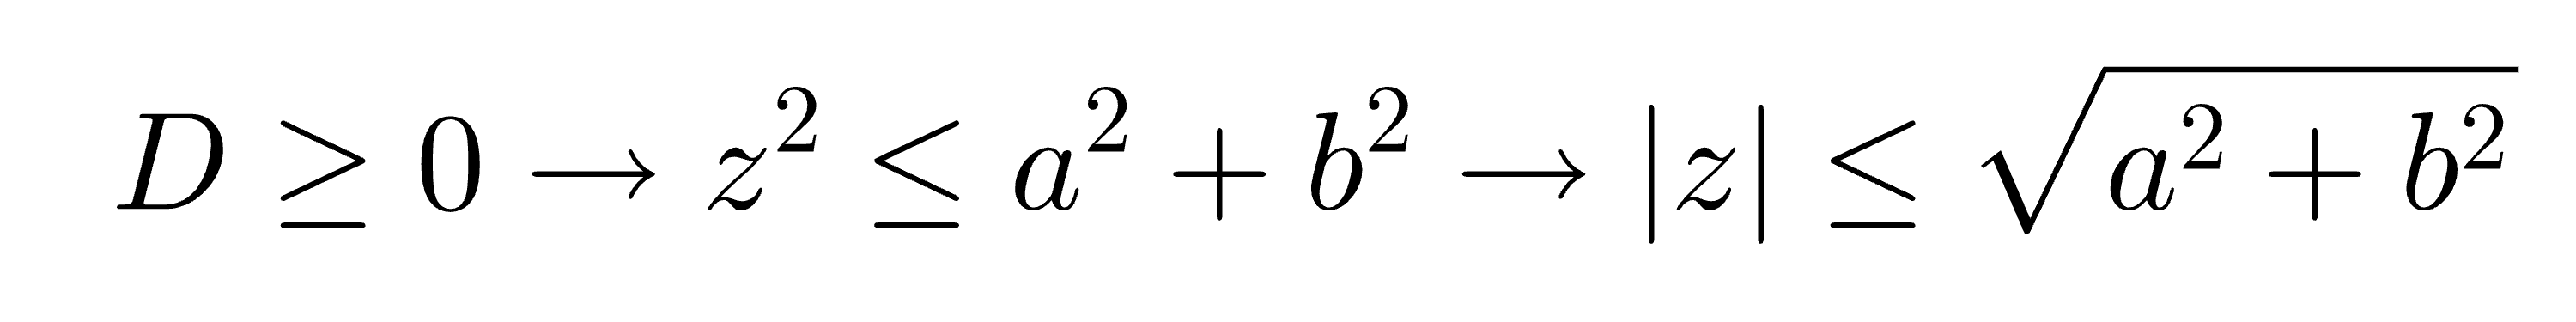 D ≥ 0 → z² ≤ a² + b² → |z| ≤ √(a² + b²)